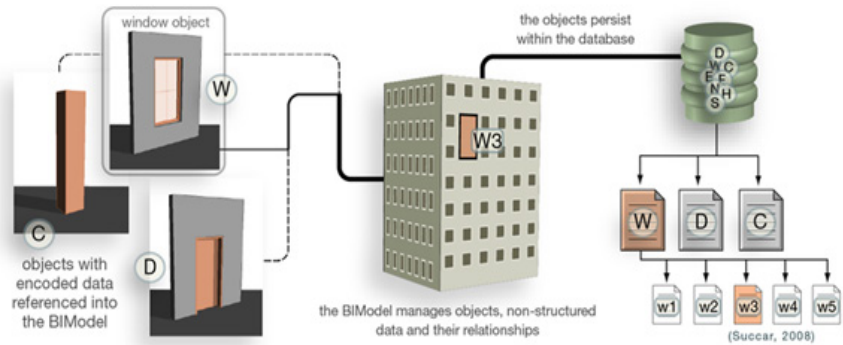 window object
W
C
D
objects with
encoded data
referenced into
the BIModel
W3
the BIModel manages objects, non-structured
data and their relationships
the objects persist
within the database
D
W C
E F
N H
S
W D C
w1 w2 w3 w4 w5
(Succar, 2008)